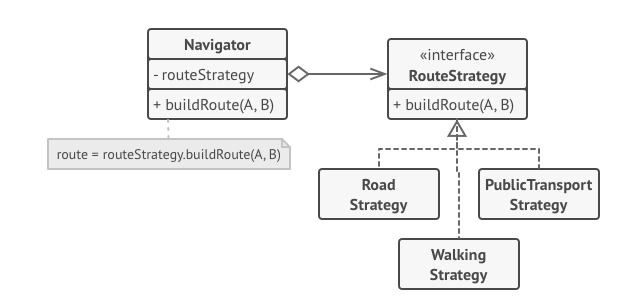 Navigator
- routeStrategy
+ buildRoute(A, B)
route = routeStrategy.buildRoute(A, B)
«interface»
RouteStrategy
+ buildRoute(A, B)
Road
Strategy
PublicTransport
Strategy
Walking
Strategy